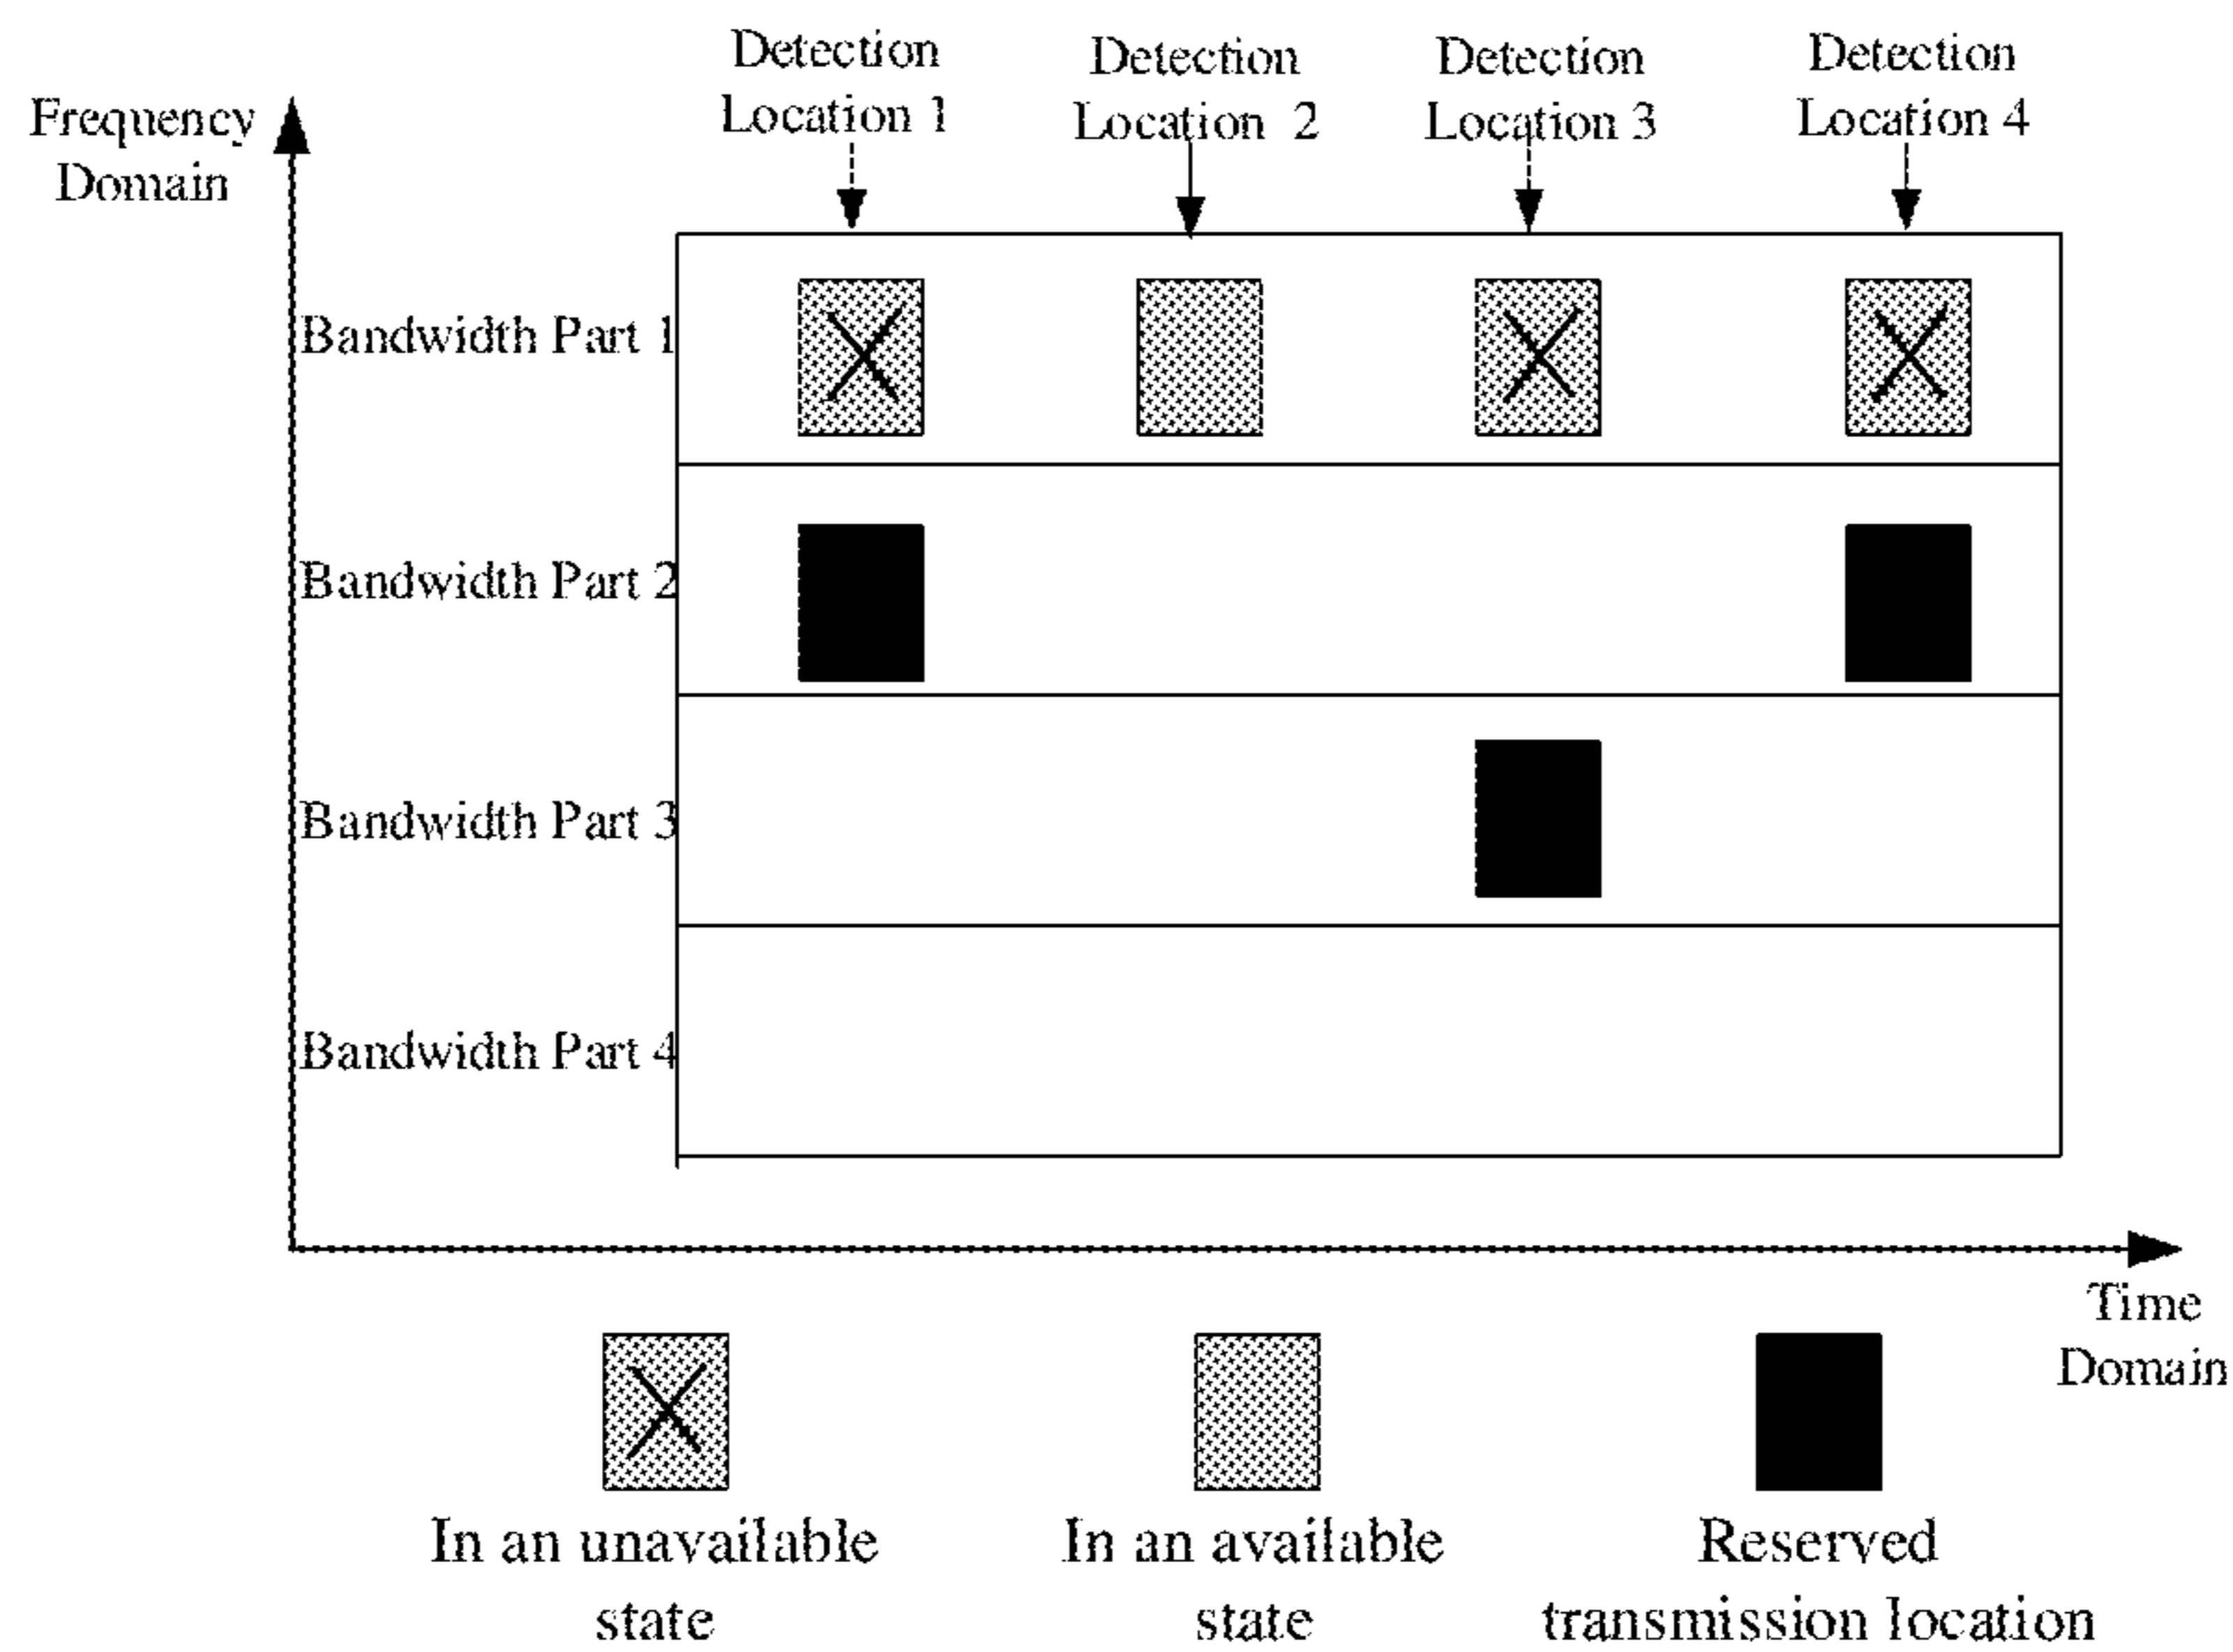 Detection
Location 1
Detection
Location 2
Detection
Location 3
Detection
Location 4
Frequency
Domain
Bandwidth Part 1
Bandwidth Part 2
Bandwidth Part 3
Bandwidth Part 4
Time
Domain
In an unavailable
state
In an available
state
Reserved
transmission location